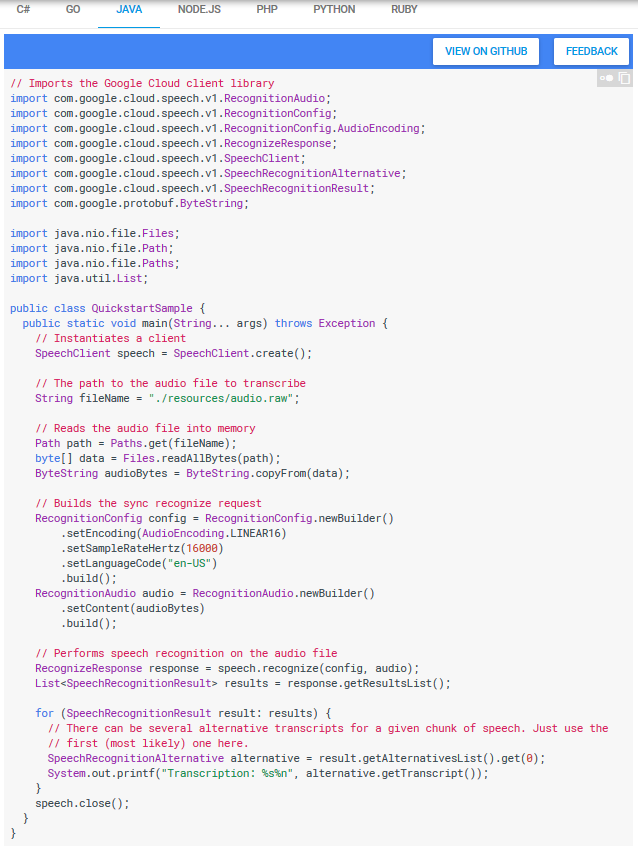 C# GO JAVA NODE.JS PHP PYTHON RUBY
VIEW ON GITHUB FEEDBACK
// Imports the Google Cloud client library
import com.google.cloud.speech.v1.RecognitionAudio;
import com.google.cloud.speech.v1.RecognitionConfig;
import com.google.cloud.speech.v1.RecognitionConfig.AudioEncoding;
import com.google.cloud.speech.v1.RecognizeResponse;
import com.google.cloud.speech.v1.SpeechClient;
import com.google.cloud.speech.v1.SpeechRecognitionAlternative;
import com.google.cloud.speech.v1.SpeechRecognitionResult;
import com.google.protobuf.ByteString;

import java.nio.file.Files;
import java.nio.file.Path;
import java.nio.file.Paths;
import java.util.List;

public class QuickstartSample {
  public static void main(String... args) throws Exception {
    // Instantiates a client
    SpeechClient speech = SpeechClient.create();

    // The path to the audio file to transcribe
    String fileName = "./resources/audio.raw";

    // Reads the audio file into memory
    Path path = Paths.get(fileName);
    byte[] data = Files.readAllBytes(path);
    ByteString audioBytes = ByteString.copyFrom(data);

    // Builds the sync recognize request
    RecognitionConfig config = RecognitionConfig.newBuilder()
        .setEncoding(AudioEncoding.LINEAR16)
        .setSampleRateHertz(16000)
        .setLanguageCode("en-US")
        .build();
    RecognitionAudio audio = RecognitionAudio.newBuilder()
        .setContent(audioBytes)
        .build();

    // Performs speech recognition on the audio file
    RecognizeResponse response = speech.recognize(config, audio);
    List<SpeechRecognitionResult> results = response.getResultsList();

    for (SpeechRecognitionResult result: results) {
      // There can be several alternative transcripts for a given chunk of speech. Just use the
      // first (most likely) one here.
      SpeechRecognitionAlternative alternative = result.getAlternativesList().get(0);
      System.out.printf("Transcription: %s%n", alternative.getTranscript());
    }
    speech.close();
  }
}